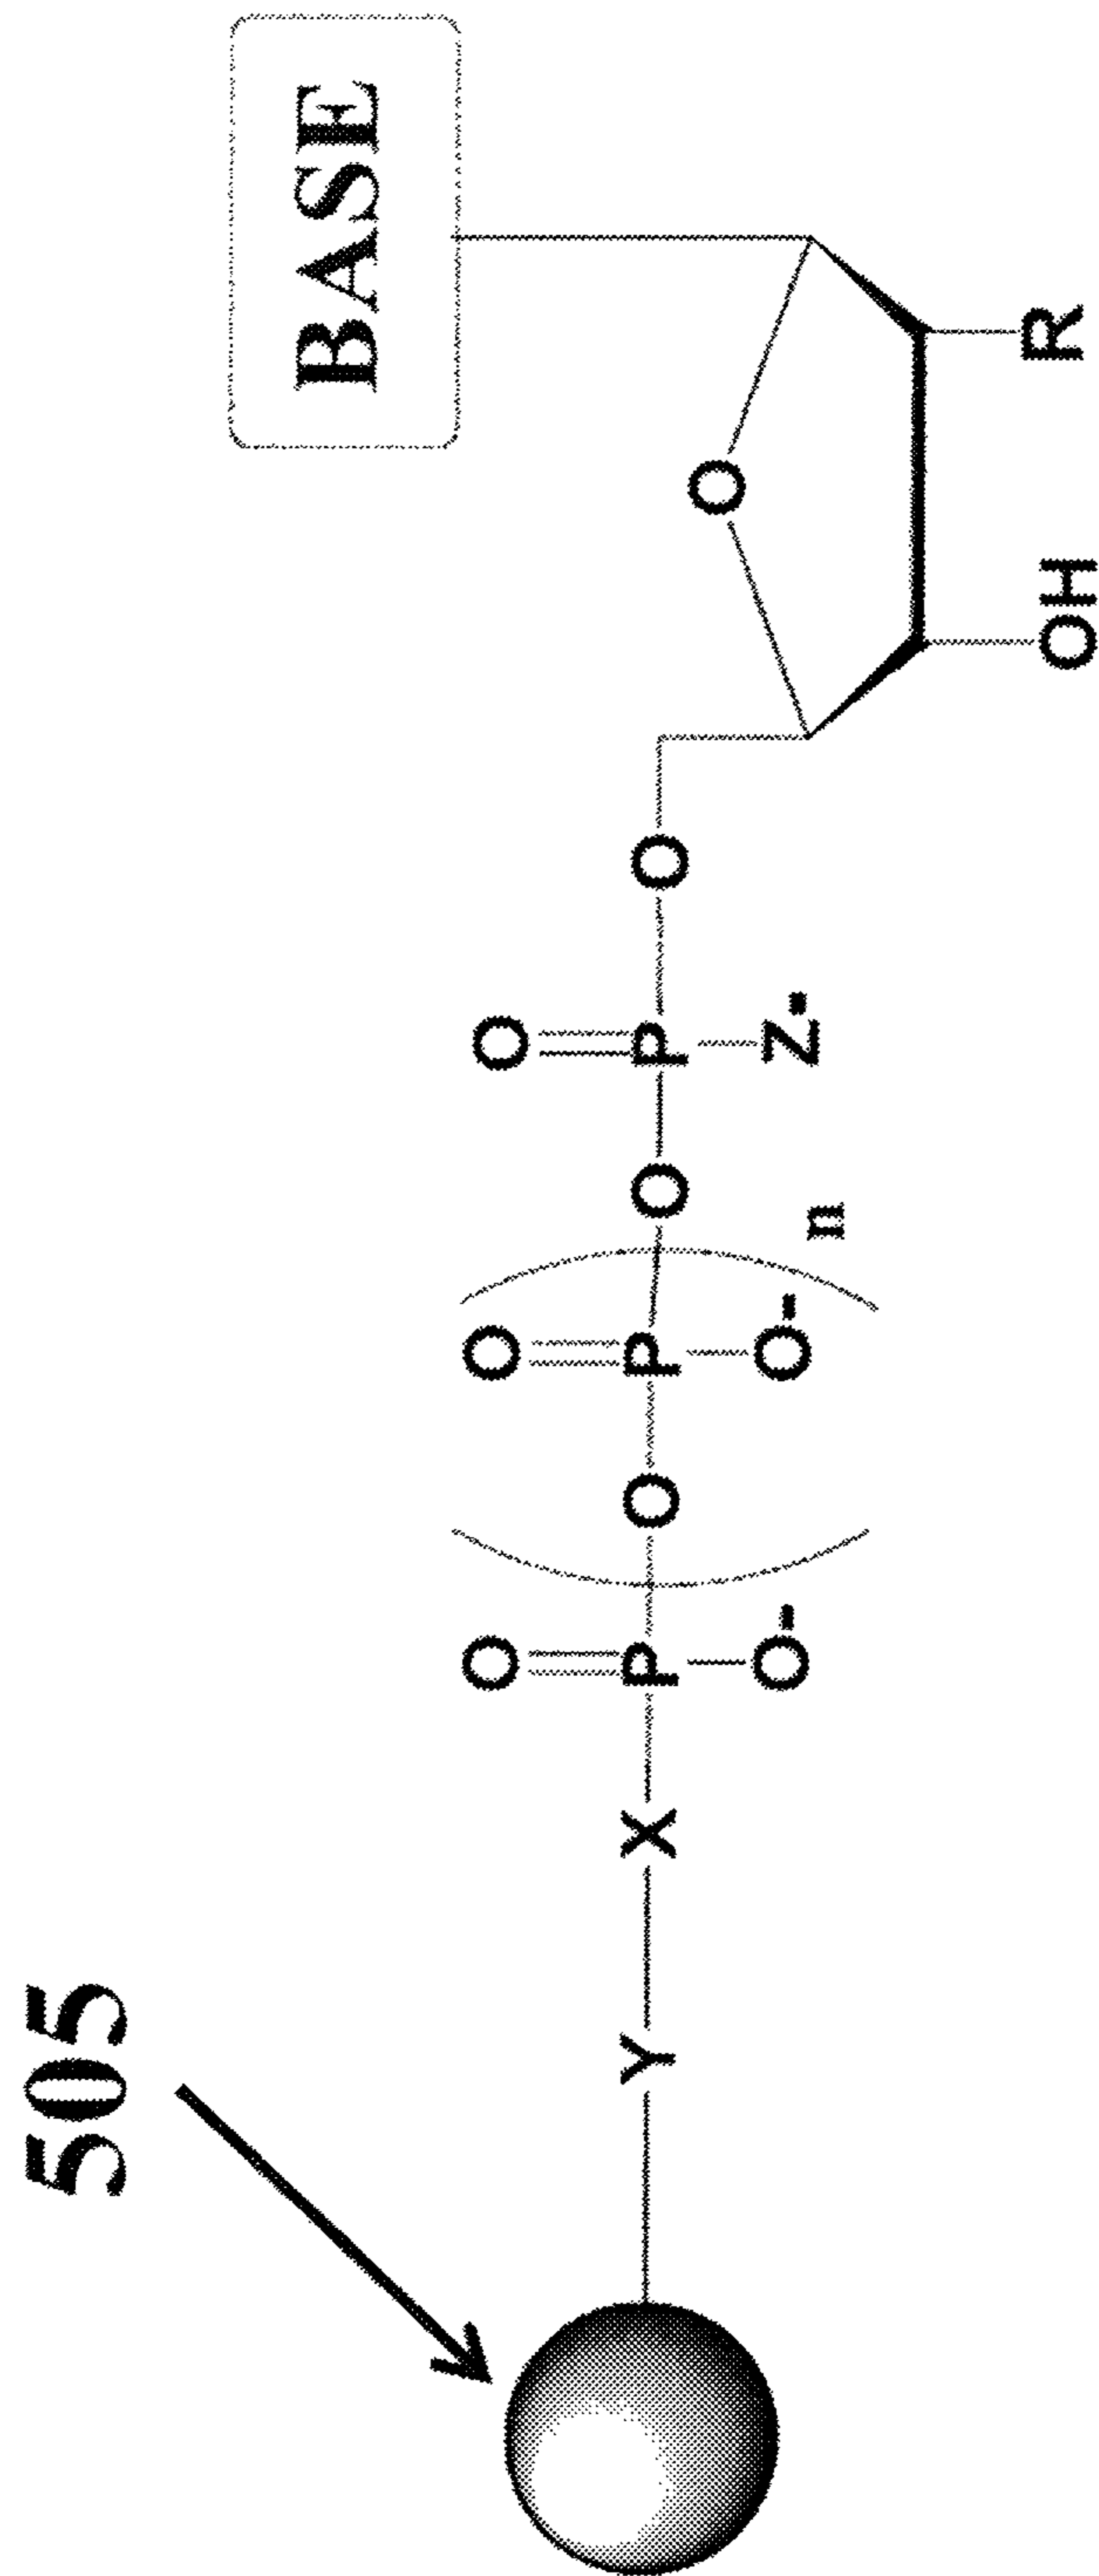 505
BASE
O O O
Y X P O P O P O
O
O- O- Z-
n
OH R